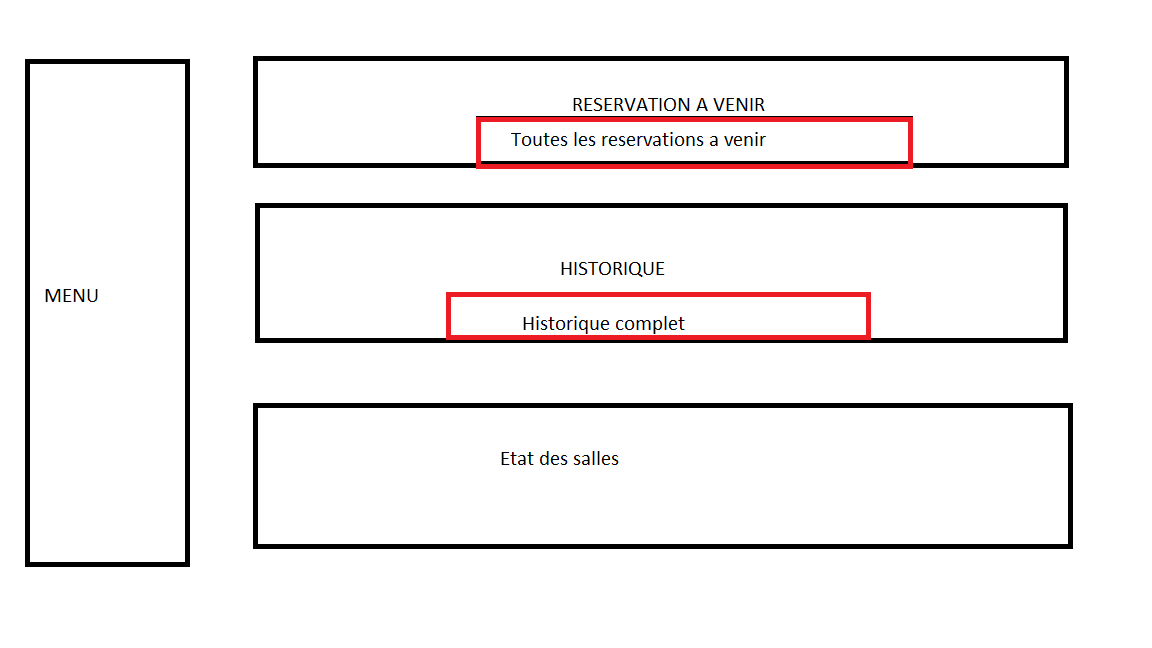 RESERVATION A VENIR
Toutes les reservations a venir
HISTORIQUE
MENU
Historique complet
Etat des salles